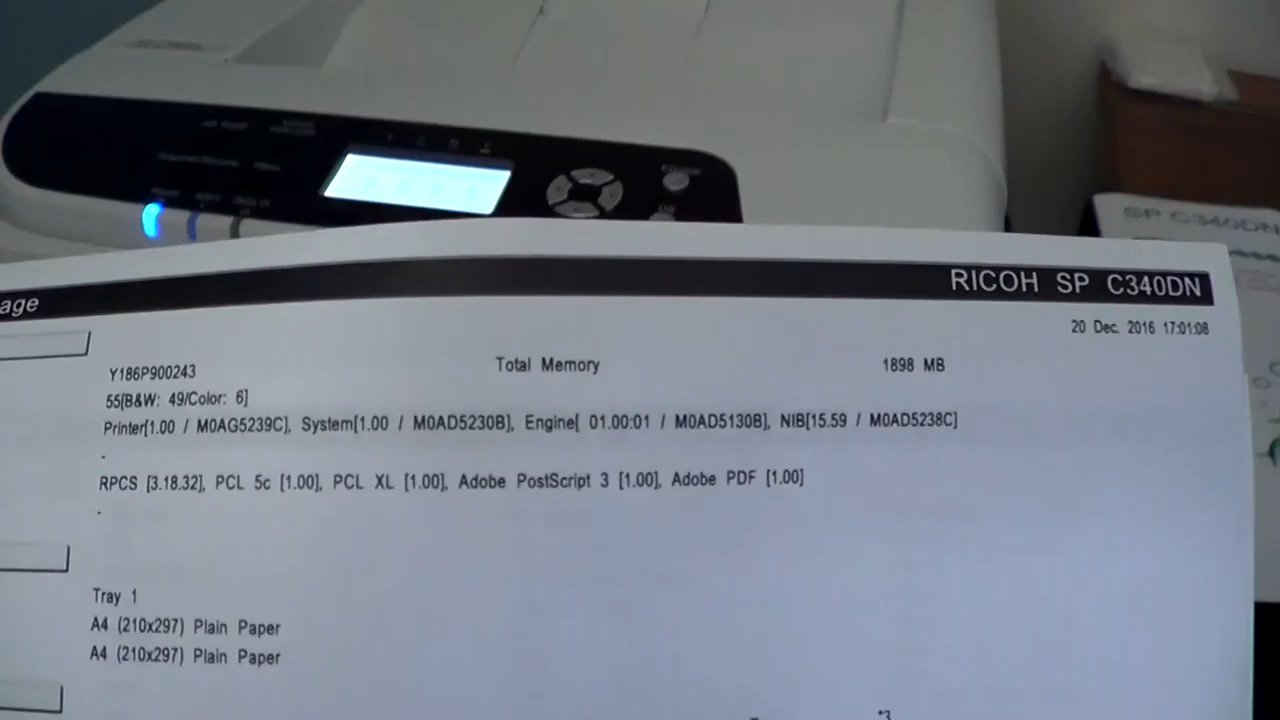 SP C340DN
RICOH SP C340DN
age
20 Dec. 2016 17:01:08
Y186P900243 Total Memory 1898 MB
55[B&W: 49/Color: 6]
Printer[1.00 / M0AG5239C], System[1.00 / M0AD5230B], Engine[ 01.00:01 / M0AD5130B], NIB[15.59 / M0AD5238C]
-
RPCS [3.18.32], PCL 5c [1.00], PCL XL [1.00], Adobe PostScript 3 [1.00], Adobe PDF [1.00]
-
Tray 1
A4 (210x297) Plain Paper
A4 (210x297) Plain Paper
*3